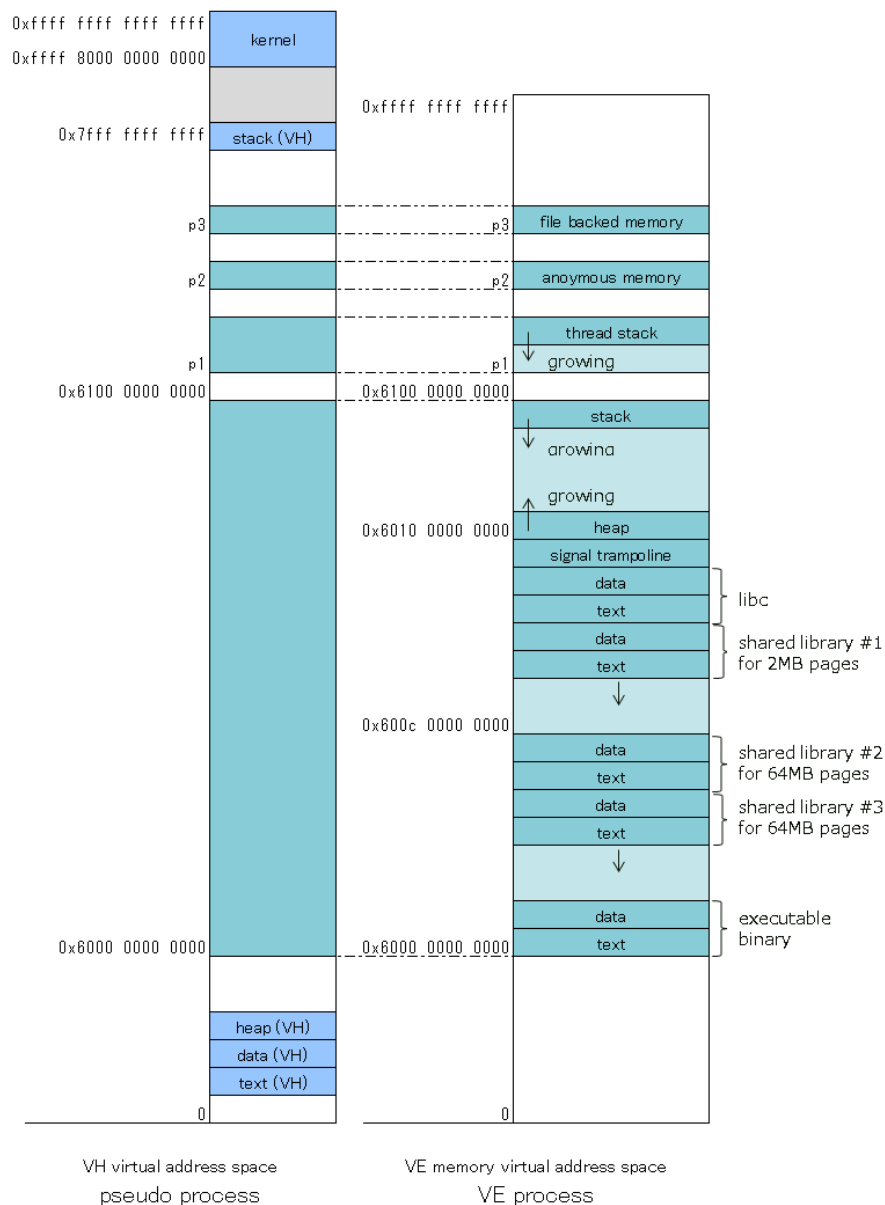 0xffff ffff ffff ffff
kernel
0xffff 8000 0000 0000
0x7fff ffff ffff
stack (VH)
p3
p2
p1
0x6100 0000 0000
0x6000 0000 0000
heap (VH)
data (VH)
text (VH)
0
VH virtual address space
pseudo process
0xffff ffff ffff
p3
file backed memory
p2
anoymous memory
thread stack
p1
growing
0x6100 0000 0000
stack
growing
growing
0x6010 0000 0000
heap
signal trampoline
data
text
libc
data
text
shared library #1
for 2MB pages
0x600c 0000 0000
data
text
shared library #2
for 64MB pages
data
text
shared library #3
for 64MB pages
data
text
executable
binary
0x6000 0000 0000
0
VE memory virtual address space
VE process